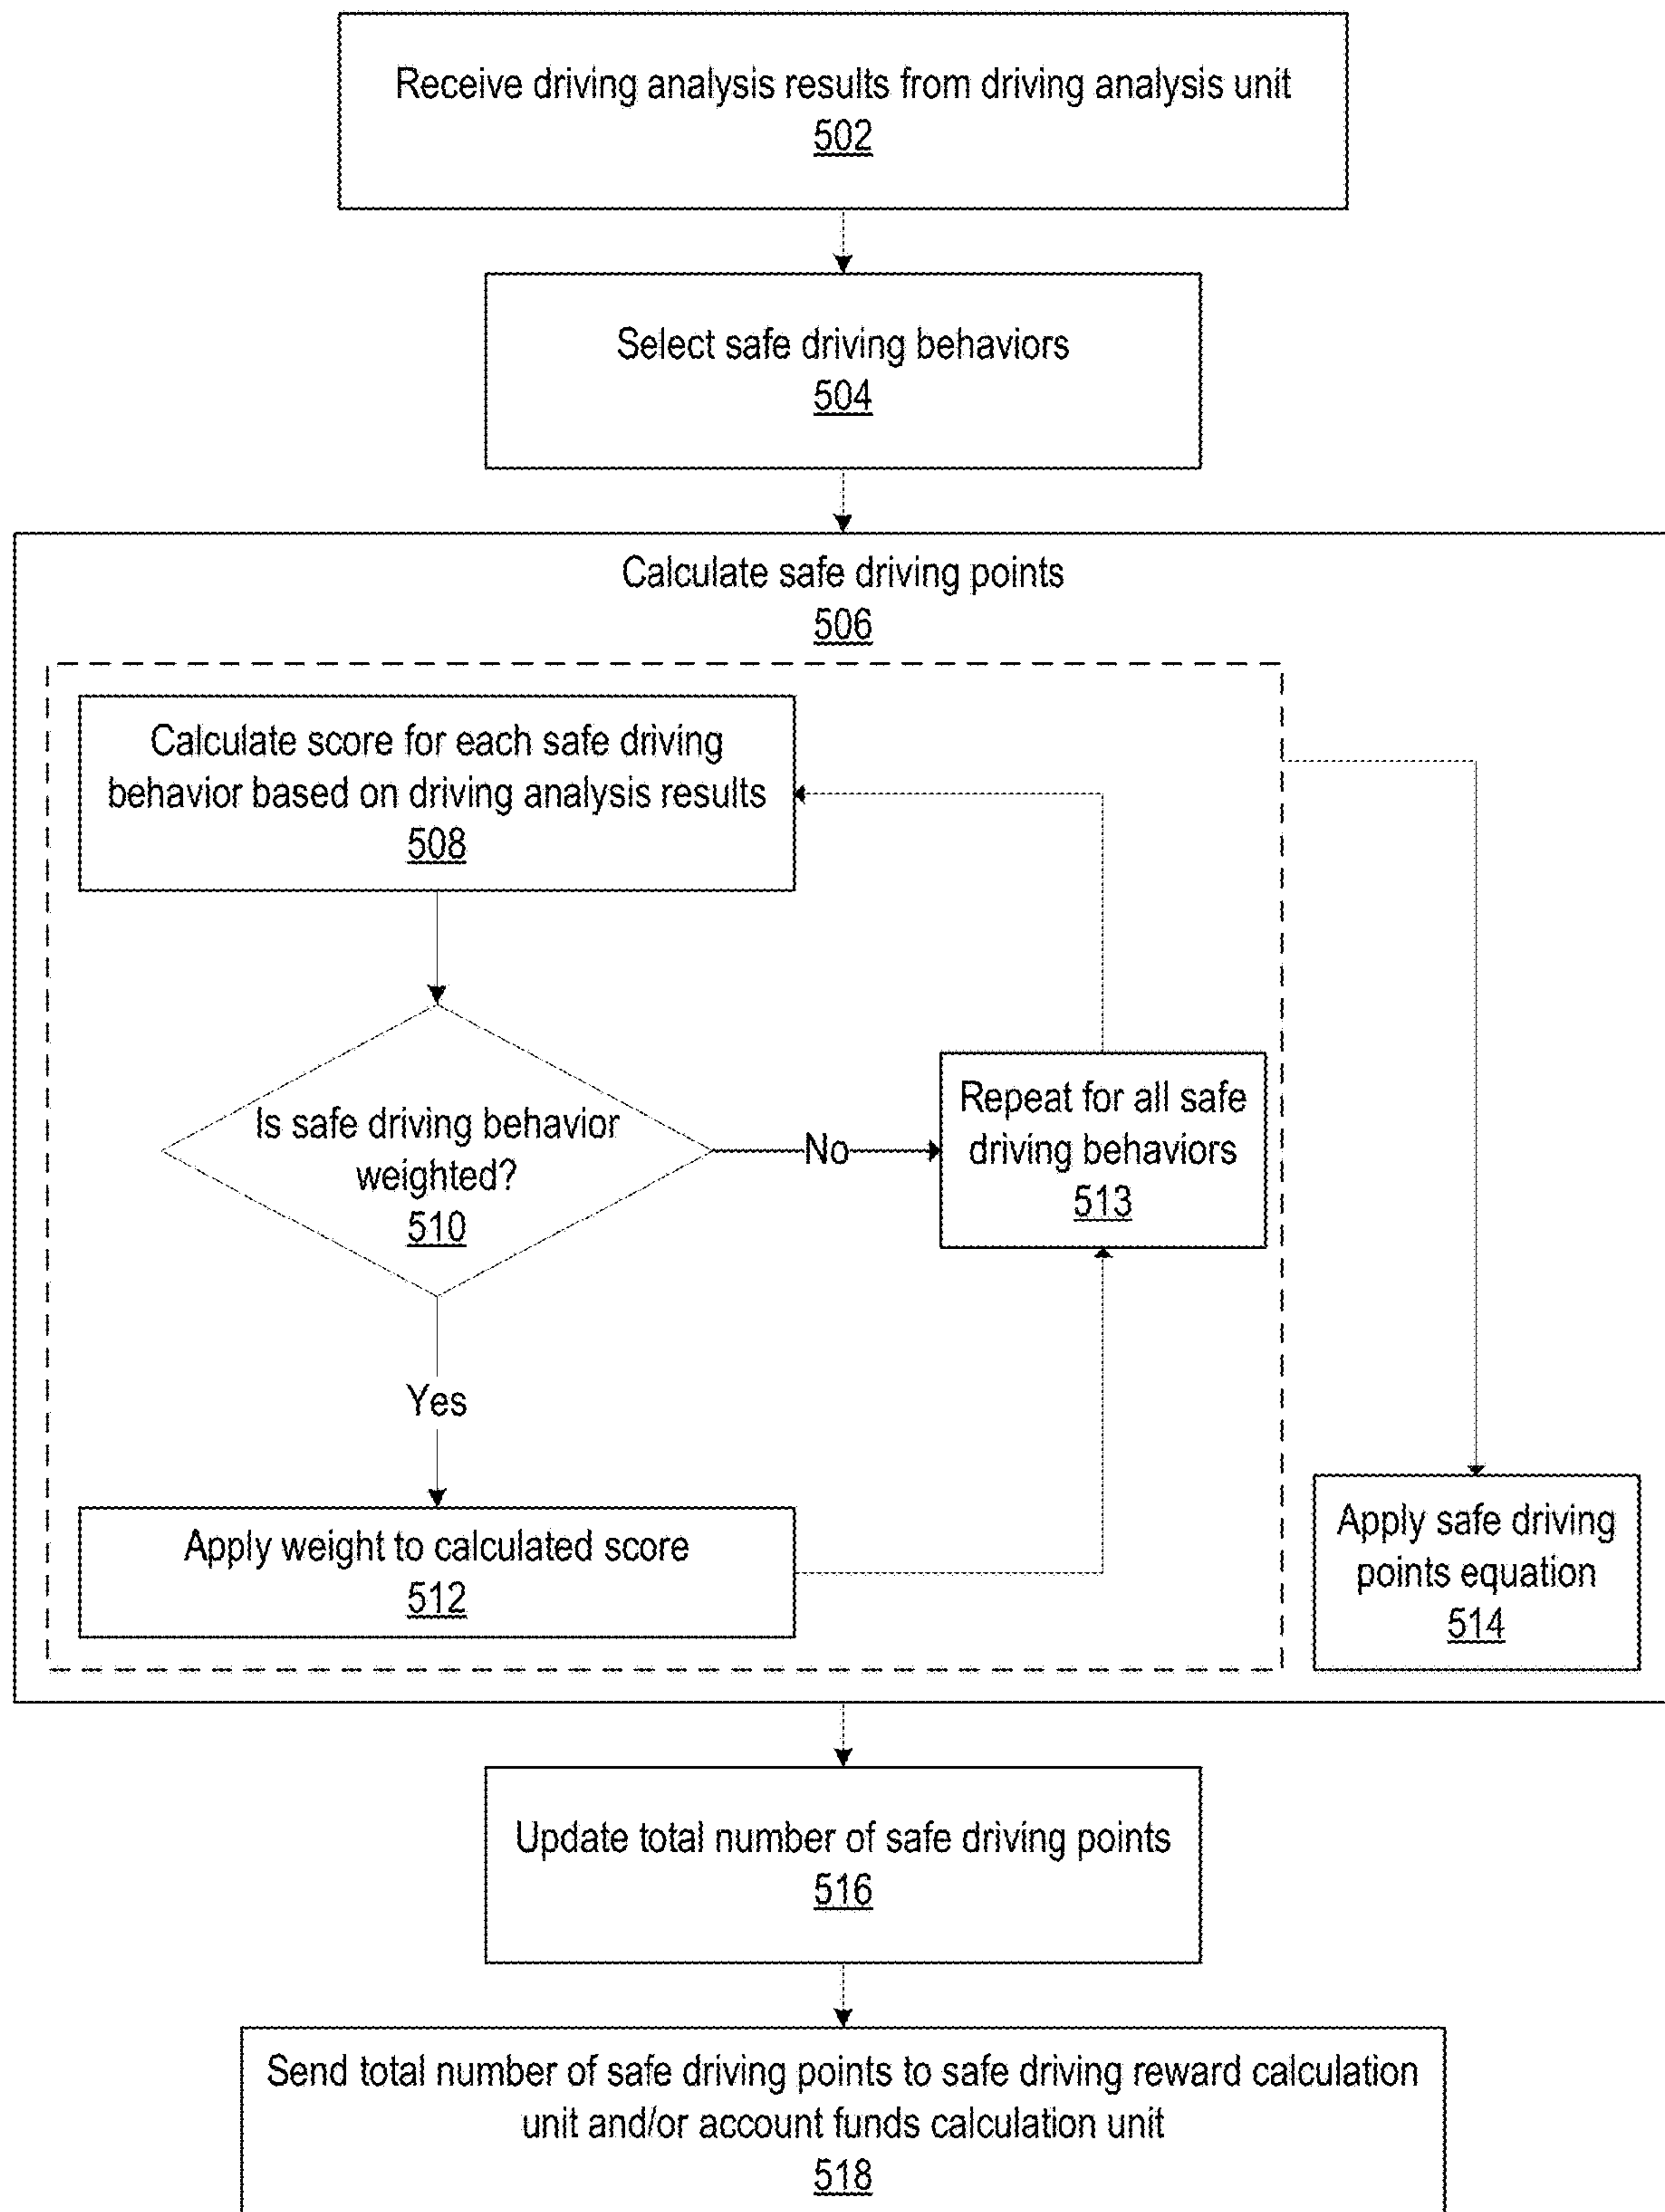 Receive driving analysis results from driving analysis unit
502
Select safe driving behaviors
504
Calculate safe driving points
506
Calculate score for each safe driving
behavior based on driving analysis results
508
Is safe driving behavior
weighted?
510
No
Repeat for all safe
driving behaviors
513
Yes
Apply weight to calculated score
512
Apply safe driving
points equation
514
Update total number of safe driving points
516
Send total number of safe driving points to safe driving reward calculation
unit and/or account funds calculation unit
518